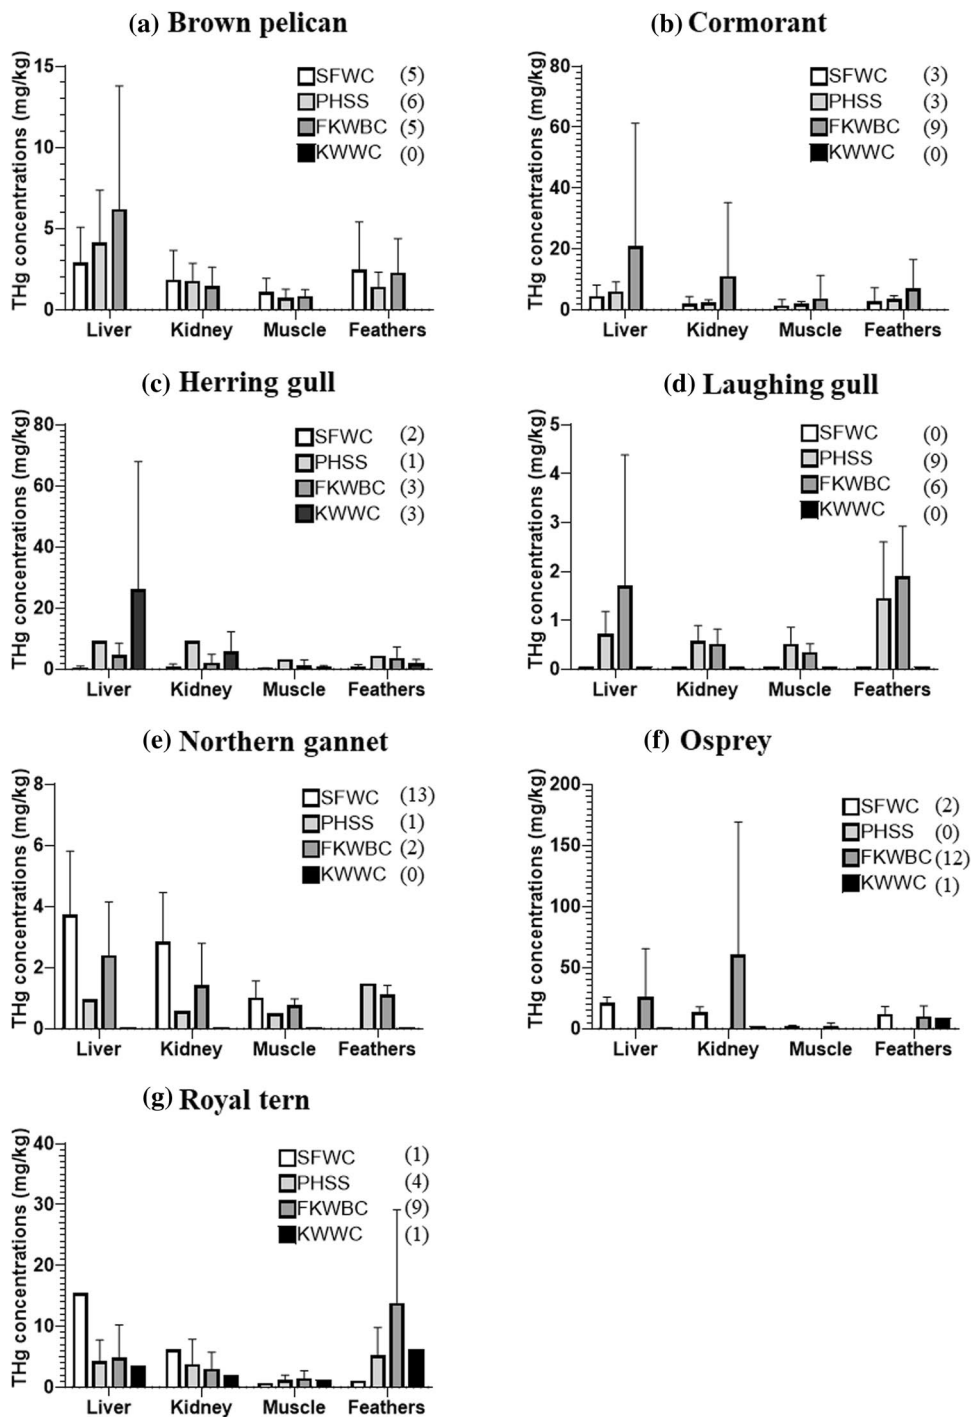 (a) Brown pelican
THg concentrations (mg/kg)
15
10
5
0
SFWC (5)
PHSS (6)
FKWBC (5)
KWWC (0)
Liver Kidney Muscle Feathers
(b) Cormorant
THg concentrations (mg/kg)
80
60
40
20
0
SFWC (3)
PHSS (3)
FKWBC (9)
KWWC (0)
Liver Kidney Muscle Feathers
(c) Herring gull
THg concentrations (mg/kg)
80
60
40
20
0
SFWC (2)
PHSS (1)
FKWBC (3)
KWWC (3)
Liver Kidney Muscle Feathers
(d) Laughing gull
THg concentrations (mg/kg)
5
4
3
2
1
0
SFWC (0)
PHSS (9)
FKWBC (6)
KWWC (0)
Liver Kidney Muscle Feathers
(e) Northern gannet
THg concentrations (mg/kg)
8
6
4
2
0
SFWC (13)
PHSS (1)
FKWBC (2)
KWWC (0)
Liver Kidney Muscle Feathers
(f) Osprey
THg concentrations (mg/kg)
200
150
100
50
0
SFWC (2)
PHSS (0)
FKWBC (12)
KWWC (1)
Liver Kidney Muscle Feathers
(g) Royal tern
THg concentrations (mg/kg)
40
30
20
10
0
SFWC (1)
PHSS (4)
FKWBC (9)
KWWC (1)
Liver Kidney Muscle Feathers